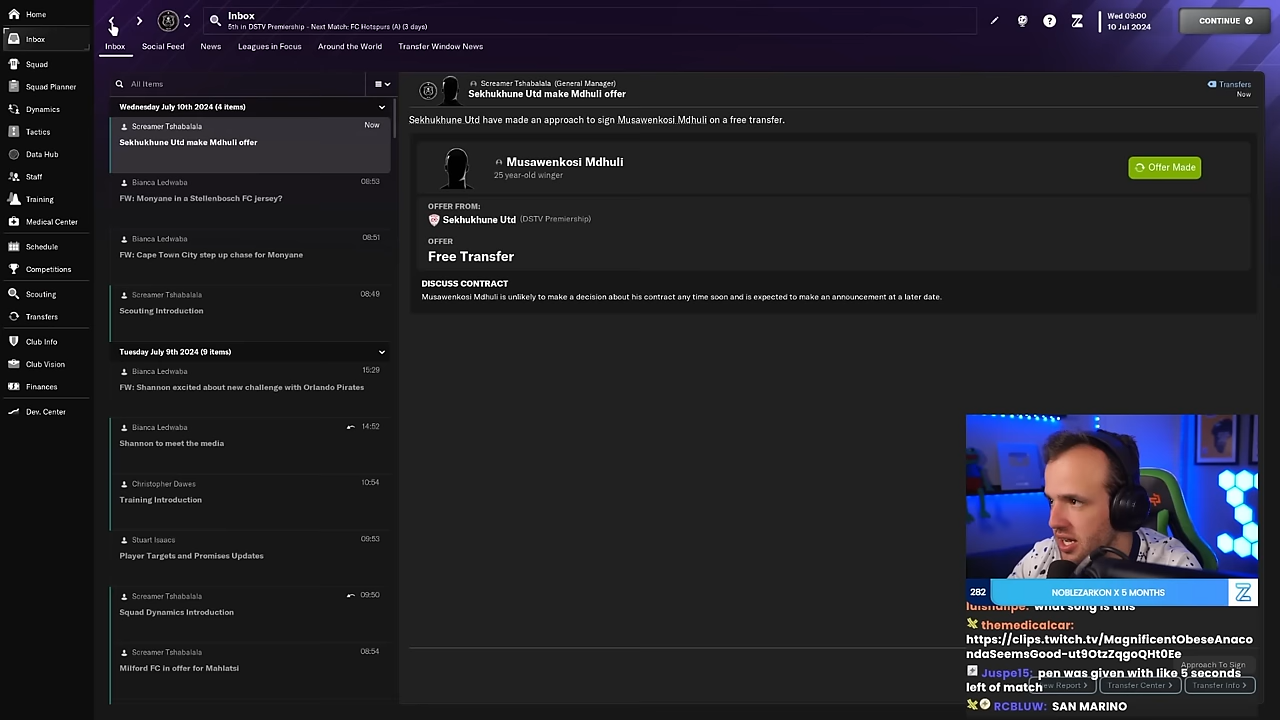 Home
Inbox
Squad
Squad Planner
Dynamics
Tactics
Data Hub
Staff
Training
Medical Center
Schedule
Competitions
Scouting
Transfers
Club Info
Club Vision
Finances
Dev. Center
Inbox
5th in DSTV Premiership - Next Match: FC Hotspurs (A) (3 days)
Wed 09:00
10 Jul 2024
CONTINUE
Inbox
Social Feed
News
Leagues in Focus
Around the World
Transfer Window News
All Items
Wednesday July 10th 2024 (4 items)
Screamer Tshabalala
Now
Sekhukhune Utd make Mdhuli offer
Bianca Ledwaba
08:53
FW: Monyane in a Stellenbosch FC jersey?
Bianca Ledwaba
08:51
FW: Cape Town City step up chase for Monyane
Screamer Tshabalala
08:49
Scouting Introduction
Tuesday July 9th 2024 (9 items)
Bianca Ledwaba
15:29
FW: Shannon excited about new challenge with Orlando Pirates
Bianca Ledwaba
14:52
Shannon to meet the media
Christopher Dawes
10:54
Training Introduction
Stuart Isaacs
09:53
Player Targets and Promises Updates
Screamer Tshabalala
09:50
Squad Dynamics Introduction
Screamer Tshabalala
08:54
Milford FC in offer for Mahlatsi
Screamer Tshabalala (General Manager)
Sekhukhune Utd make Mdhuli offer
Transfers
Now
Sekhukhune Utd have made an approach to sign Musawenkosi Mdhuli on a free transfer.
Musawenkosi Mdhuli
25 year-old winger
Offer Made
OFFER FROM:
Sekhukhune Utd (DSTV Premiership)
OFFER
Free Transfer
DISCUSS CONTRACT
Musawenkosi Mdhuli is unlikely to make a decision about his contract any time soon and is expected to make an announcement at a later date.
282
NOBLEZARKON X 5 MONTHS
Z
what song is this
themedicalcar:
https://clips.twitch.tv/MagnificentObeseAnaco
ndaSeemsGood-ut9OtzZqgoQHt0Ee
Approach To Sign
Juspe15: pen was given with like 5 seconds
left of match
Report
Transfer Center
Transfer Info
RCBLUW: SAN MARINO